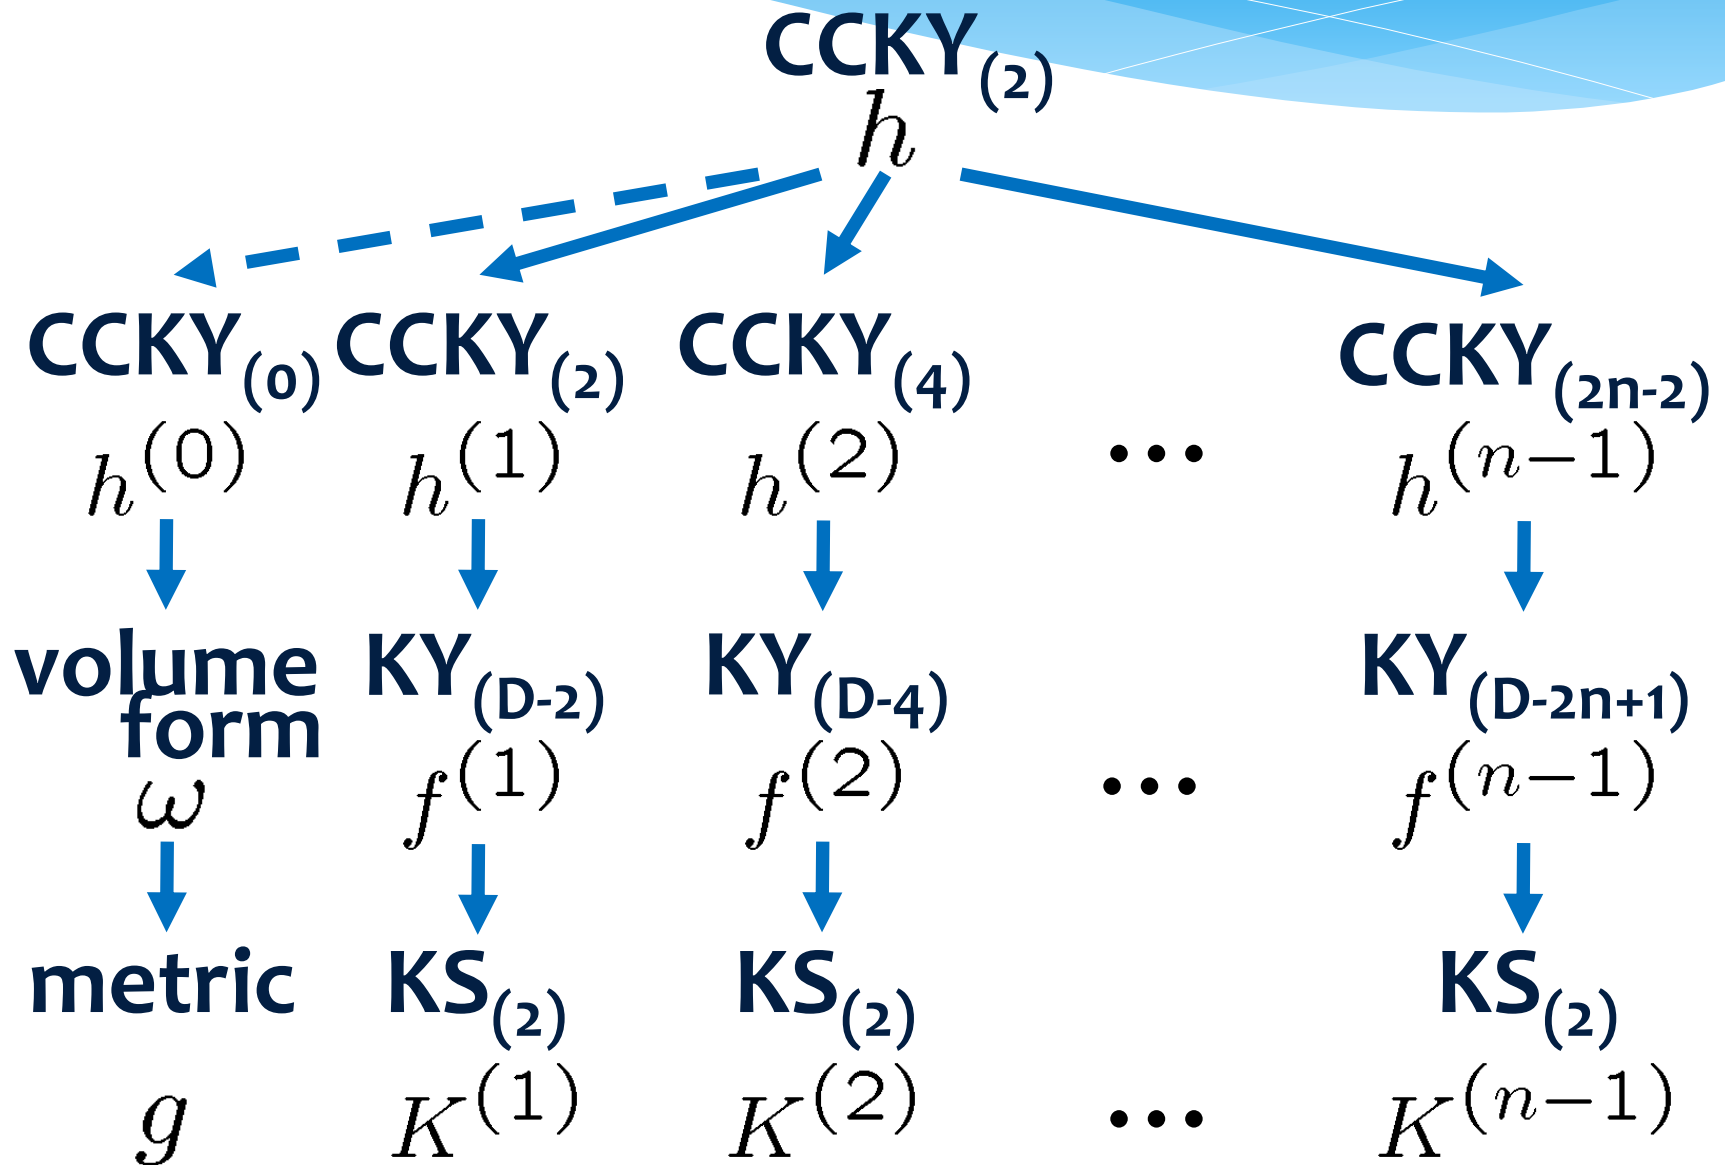 CCKY₍₂₎
h
CCKY₍₀₎ CCKY₍₂₎ CCKY₍₄₎ CCKY₍2n-2₎
h^(0) h^(1) h^(2) ... h^(n−1)
volume form KY₍D-2₎ KY₍D-4₎ KY₍D-2n+1₎
ω f^(1) f^(2) ... f^(n−1)
metric KS₍₂₎ KS₍₂₎ KS₍₂₎
g K^(1) K^(2) ... K^(n−1)